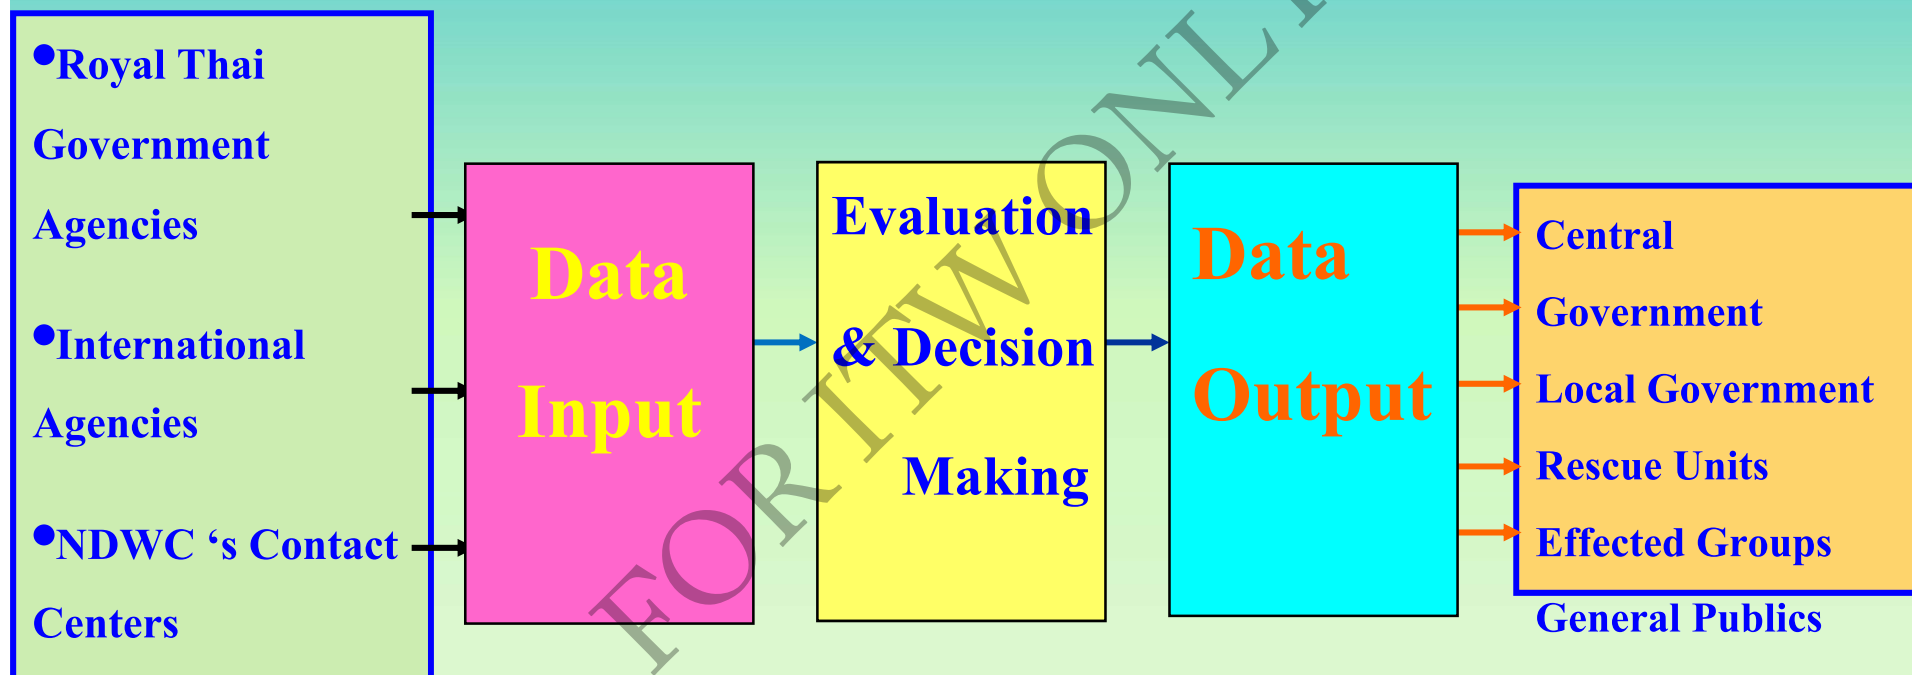 •Royal Thai
Government
Agencies
•International
Agencies
•NDWC ‘s Contact
Centers
Data
Input
Evaluation
& Decision
Making
Data
Output
Central
Government
Local Government
Rescue Units
Effected Groups
General Publics
FOR ITW ONL